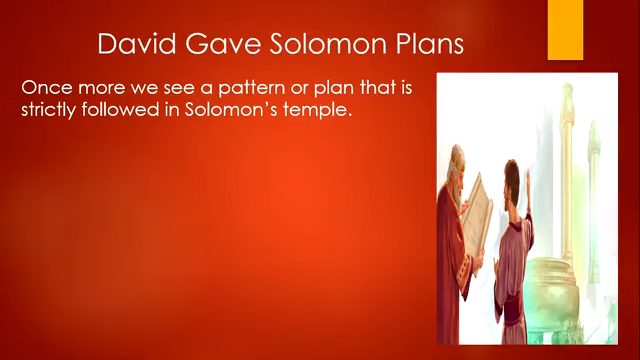 David Gave Solomon Plans
Once more we see a pattern or plan that is
strictly followed in Solomon's temple.